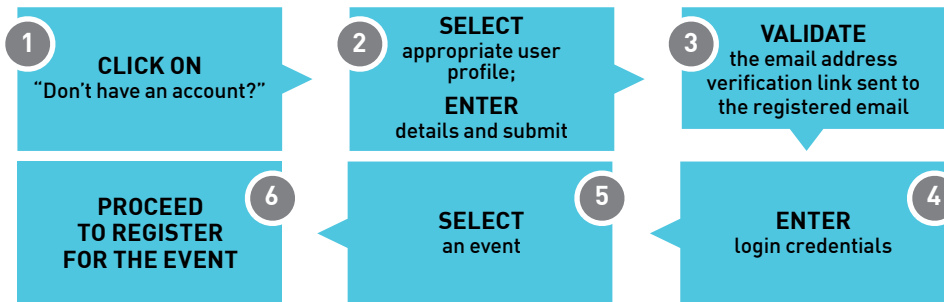 1
CLICK ON
“Don’t have an account?”
2
SELECT
appropriate user
profile;
ENTER
details and submit
3
VALIDATE
the email address
verification link sent to
the registered email
4
ENTER
login credentials
5
SELECT
an event
6
PROCEED
TO REGISTER
FOR THE EVENT